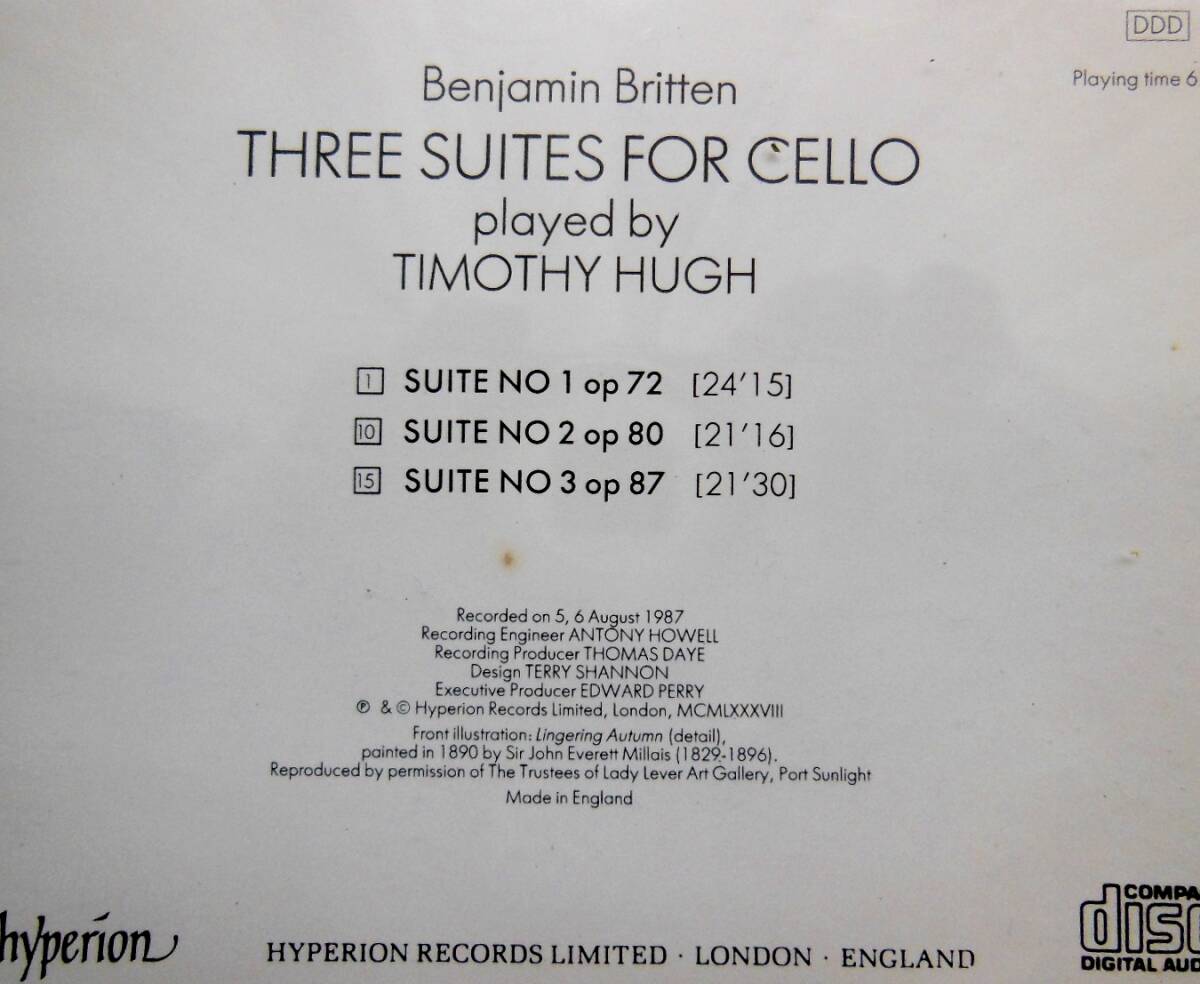 DDD
Playing time 6
Benjamin Britten
THREE SUITES FOR CELLO
played by
TIMOTHY HUGH
1 SUITE NO 1 op 72 [24'15]
10 SUITE NO 2 op 80 [21'16]
15 SUITE NO 3 op 87 [21'30]
Recorded on 5, 6 August 1987
Recording Engineer ANTONY HOWELL
Recording Producer THOMAS DAYE
Design TERRY SHANNON
Executive Producer EDWARD PERRY
℗ & © Hyperion Records Limited, London, MCMLXXXVIII
Front illustration: Lingering Autumn (detail),
painted in 1890 by Sir John Everett Millais (1829-1896).
Reproduced by permission of The Trustees of Lady Lever Art Gallery, Port Sunlight
Made in England
hyperion
HYPERION RECORDS LIMITED · LONDON · ENGLAND
COMPA
disc
DIGITAL AUD